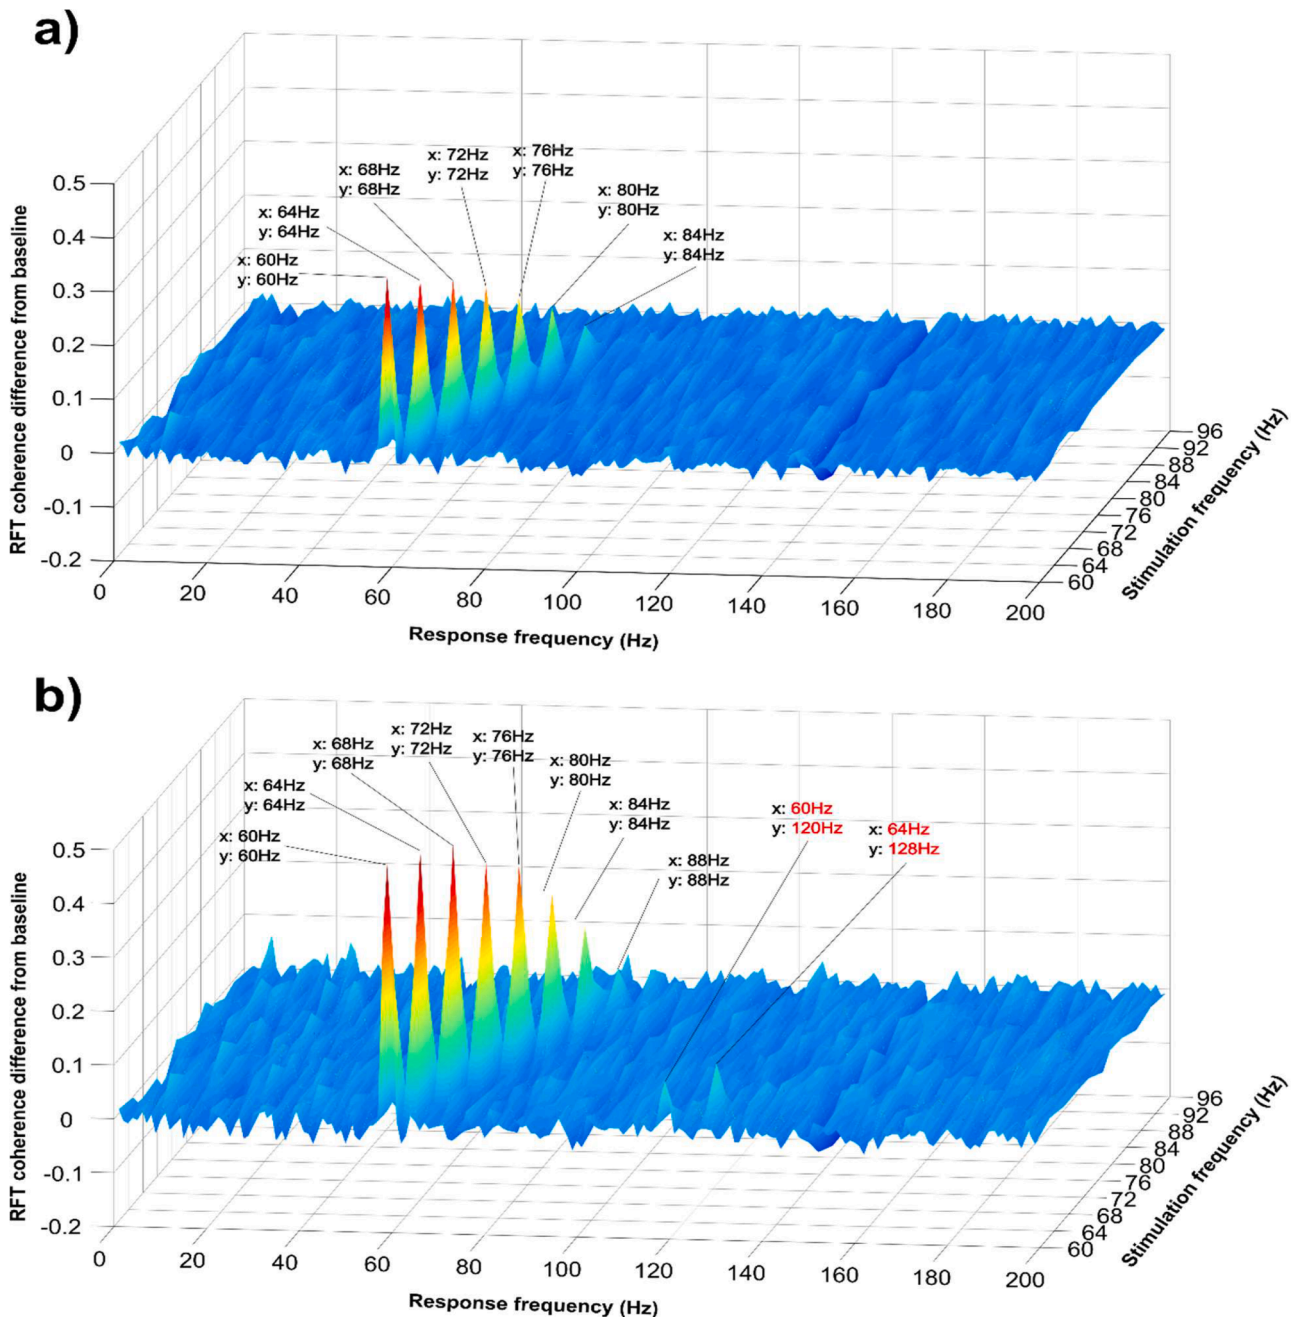 a)
x: 72Hz
y: 72Hz
x: 76Hz
y: 76Hz
x: 68Hz
y: 68Hz
x: 80Hz
y: 80Hz
x: 64Hz
y: 64Hz
x: 84Hz
y: 84Hz
x: 60Hz
y: 60Hz
RFT coherence difference from baseline
0.5
0.4
0.3
0.2
0.1
0
-0.1
-0.2
0
20
40
60
80
100
120
140
160
180
200
Response frequency (Hz)
96
92
88
84
80
76
72
68
64
60
Stimulation frequency (Hz)
b)
x: 72Hz
y: 72Hz
x: 76Hz
y: 76Hz
x: 68Hz
y: 68Hz
x: 80Hz
y: 80Hz
x: 64Hz
y: 64Hz
x: 84Hz
y: 84Hz
x: 60Hz
y: 120Hz
x: 64Hz
y: 128Hz
x: 60Hz
y: 60Hz
x: 88Hz
y: 88Hz
RFT coherence difference from baseline
0.5
0.4
0.3
0.2
0.1
0
-0.1
-0.2
0
20
40
60
80
100
120
140
160
180
200
Response frequency (Hz)
96
92
88
84
80
76
72
68
64
60
Stimulation frequency (Hz)